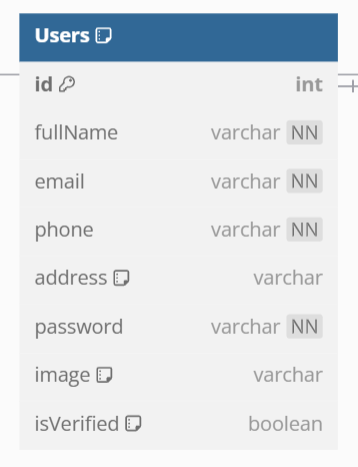 Users
id int
fullName varchar NN
email varchar NN
phone varchar NN
address varchar
password varchar NN
image varchar
isVerified boolean